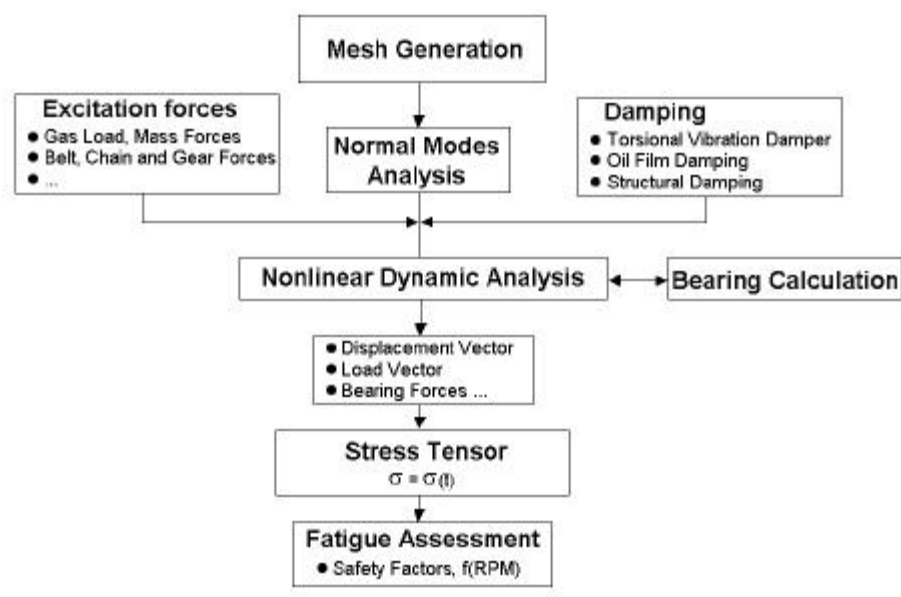 Mesh Generation
Excitation forces
● Gas Load, Mass Forces
● Belt, Chain and Gear Forces
● ...
Normal Modes
Analysis
Damping
● Torsional Vibration Damper
● Oil Film Damping
● Structural Damping
Nonlinear Dynamic Analysis
Bearing Calculation
● Displacement Vector
● Load Vector
● Bearing Forces ...
Stress Tensor
σ = σ(t)
Fatigue Assessment
● Safety Factors, f(RPM)